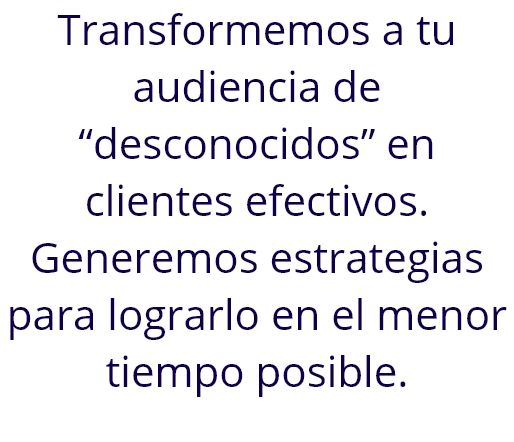 Transformemos a tu
audiencia de
“desconocidos” en
clientes efectivos.
Generemos estrategias
para lograrlo en el menor
tiempo posible.